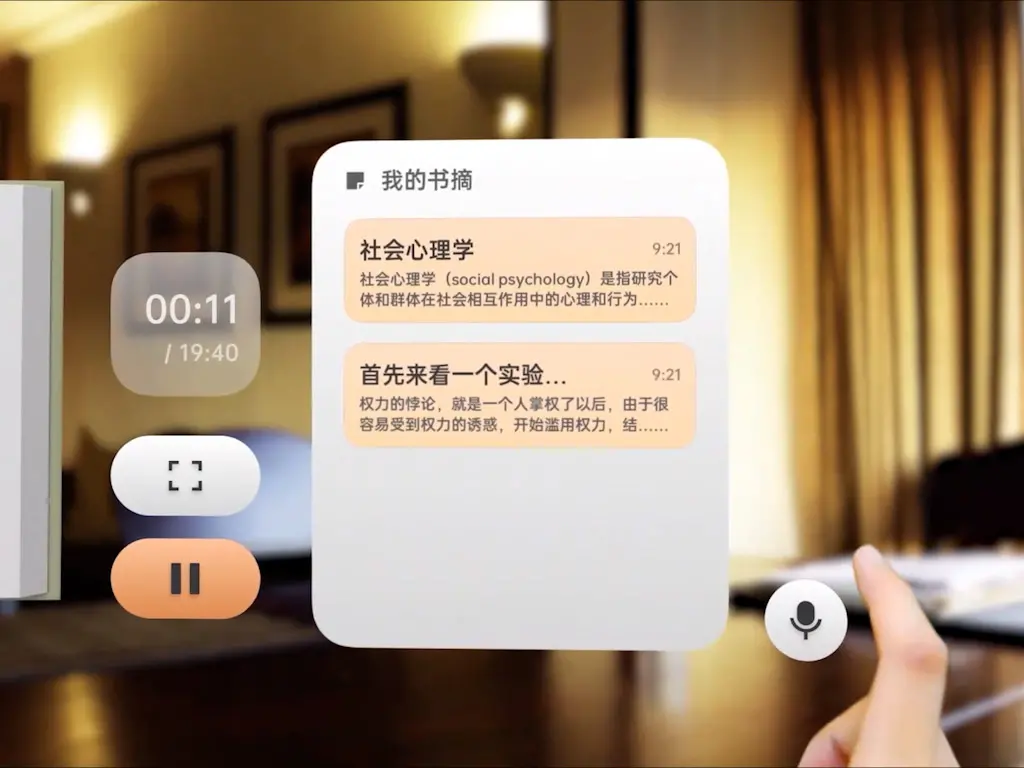 我的书摘
社会心理学
9:21
社会心理学（social psychology）是指研究个
体和群体在社会相互作用中的心理和行为……
00:11
/ 19:40
首先来看一个实验...
9:21
权力的悖论，就是一个人掌权了以后，由于很
容易受到权力的诱惑，开始滥用权力，结……